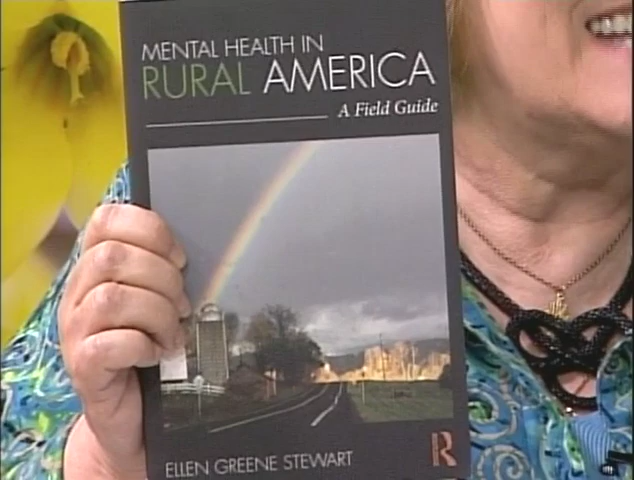 MENTAL HEALTH IN
RURAL AMERICA
A Field Guide
ELLEN GREENE STEWART
R